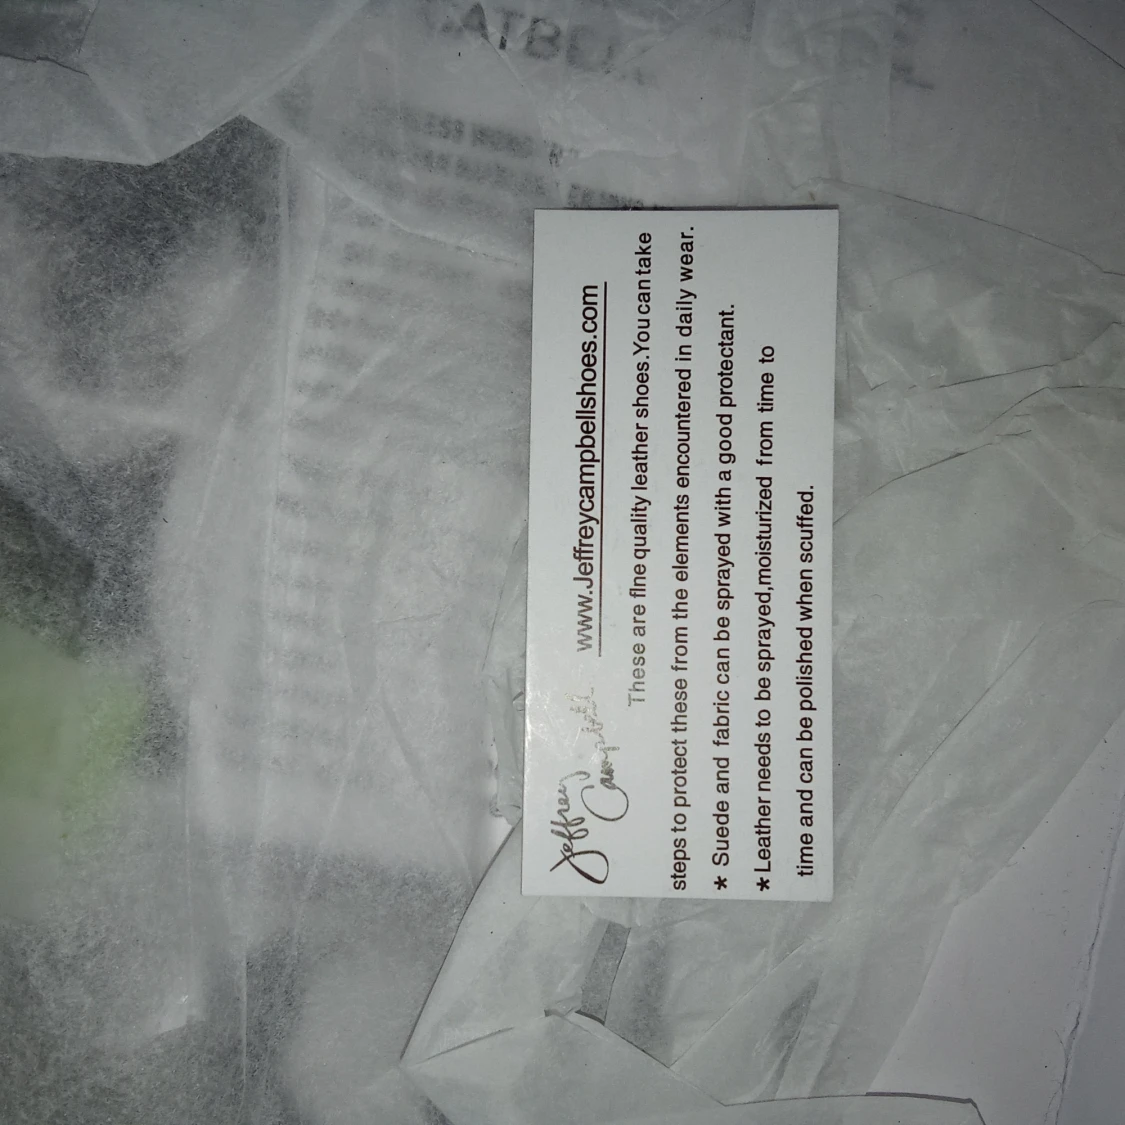 Jeffrey
Campbell
www.Jeffreycampbellshoes.com
These are fine quality leather shoes.You can take
steps to protect these from the elements encountered in daily wear.
* Suede and fabric can be sprayed with a good protectant.
* Leather needs to be sprayed,moisturized from time to
time and can be polished when scuffed.